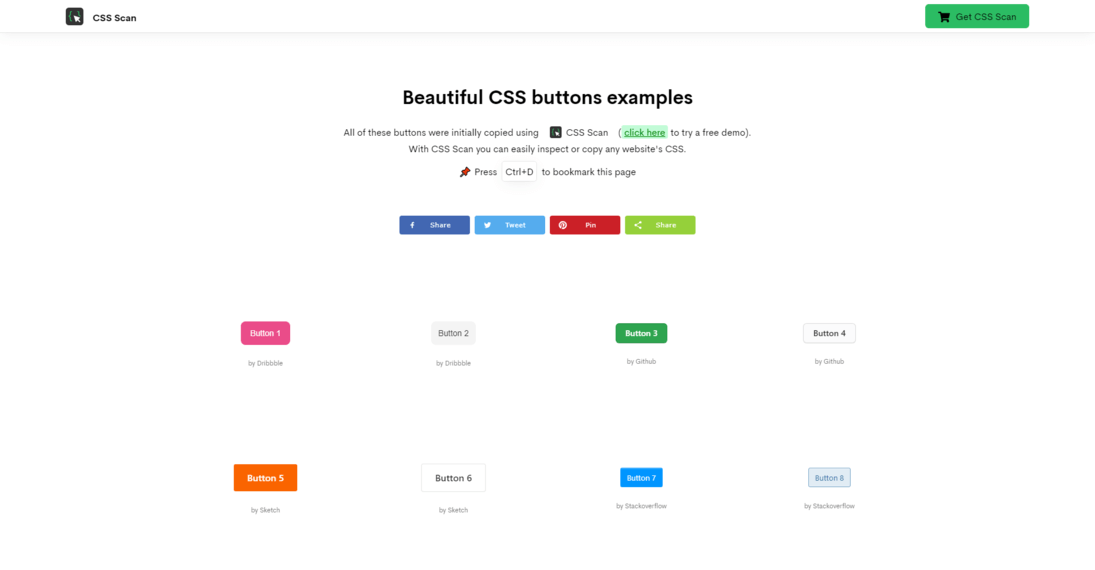 CSS Scan
Get CSS Scan
Beautiful CSS buttons examples
All of these buttons were initially copied using CSS Scan (click here to try a free demo).
With CSS Scan you can easily inspect or copy any website's CSS.
Press Ctrl+D to bookmark this page
Share
Tweet
Pin
Share
Button 1
Button 2
Button 3
Button 4
by Dribbble
by Dribbble
by Github
by Github
Button 5
Button 6
Button 7
Button 8
by Sketch
by Sketch
by Stackoverflow
by Stackoverflow